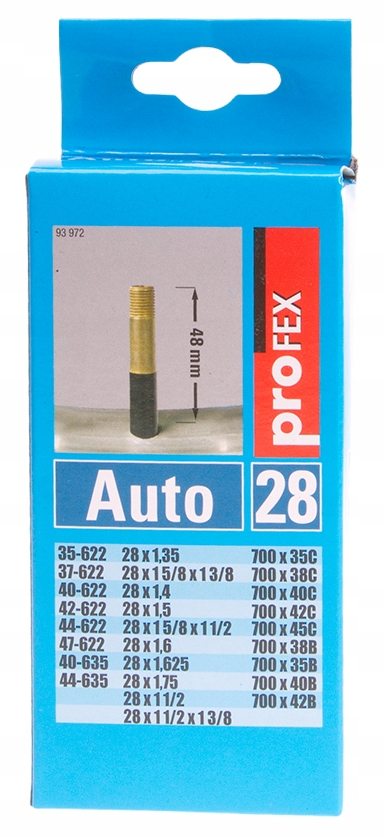 93 972
48 mm
proFEX
Auto 28
35-622 28 x 1,35 700 x 35C
37-622 28 x 1 5/8 x 1 3/8 700 x 38C
40-622 28 x 1,4 700 x 40C
42-622 28 x 1,5 700 x 42C
44-622 28 x 1 5/8 x 1 1/2 700 x 45C
47-622 28 x 1,6 700 x 38B
40-635 28 x 1,625 700 x 35B
44-635 28 x 1,75 700 x 40B
28 x 1 1/2 700 x 42B
28 x 1 1/2 x 1 3/8